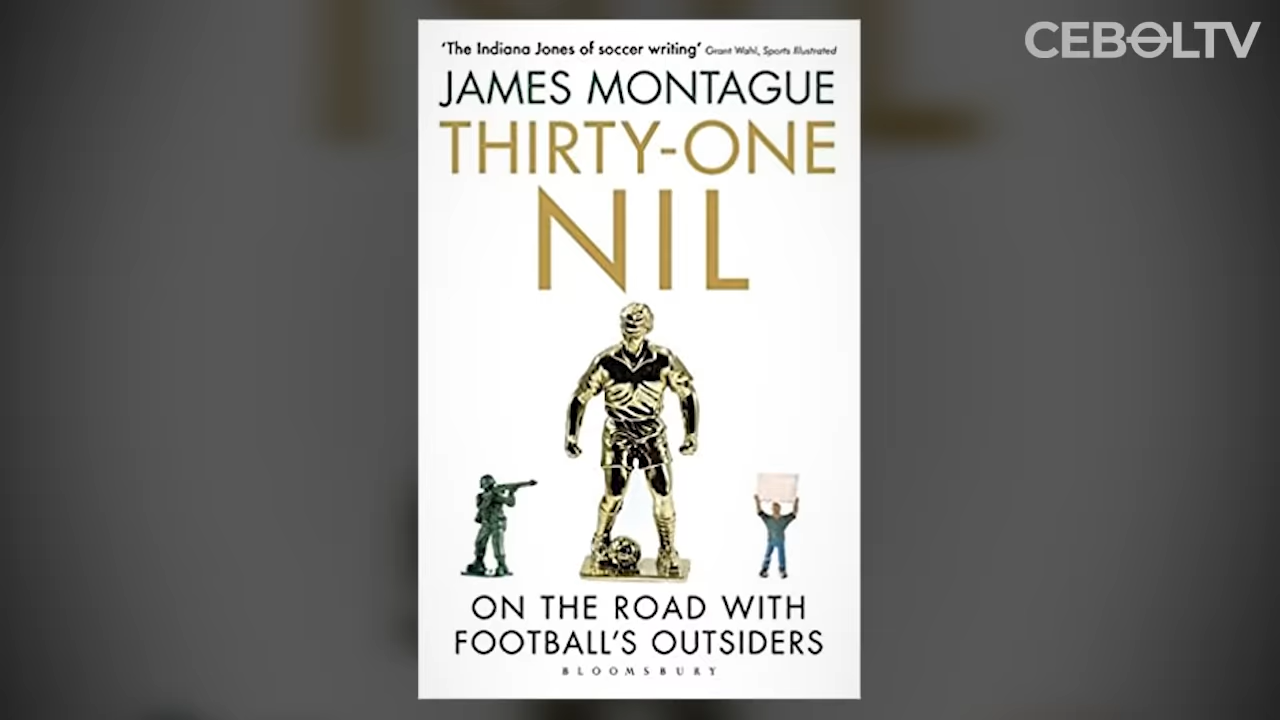 CEBOLTV
'The Indiana Jones of soccer writing' Grant Wahl, Sports Illustrated
JAMES MONTAGUE
THIRTY-ONE
NIL
ON THE ROAD WITH
FOOTBALL'S OUTSIDERS
BLOOMSBURY